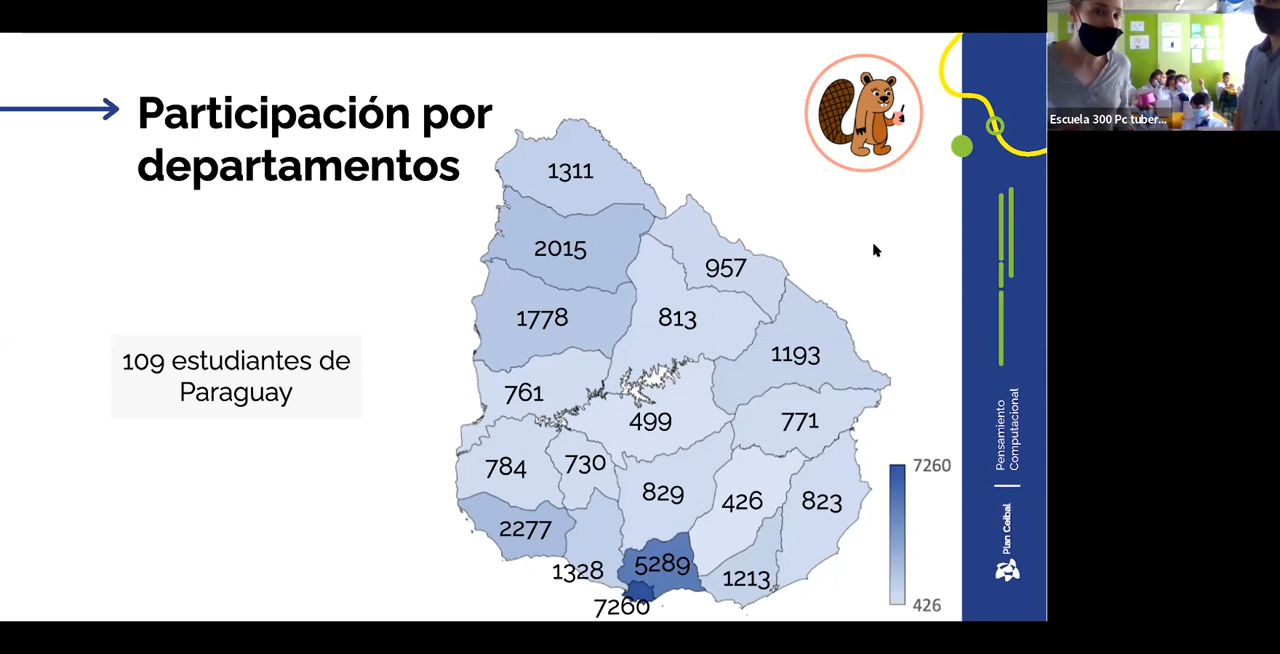 Participación por
departamentos
109 estudiantes de
Paraguay
1311
2015
957
1778
813
1193
761
499
771
784
730
829
426
823
2277
1328
5289
1213
7260
7260
426
Pensamiento
Computacional
Plan Ceibal
Escuela 300 Pc tuber...